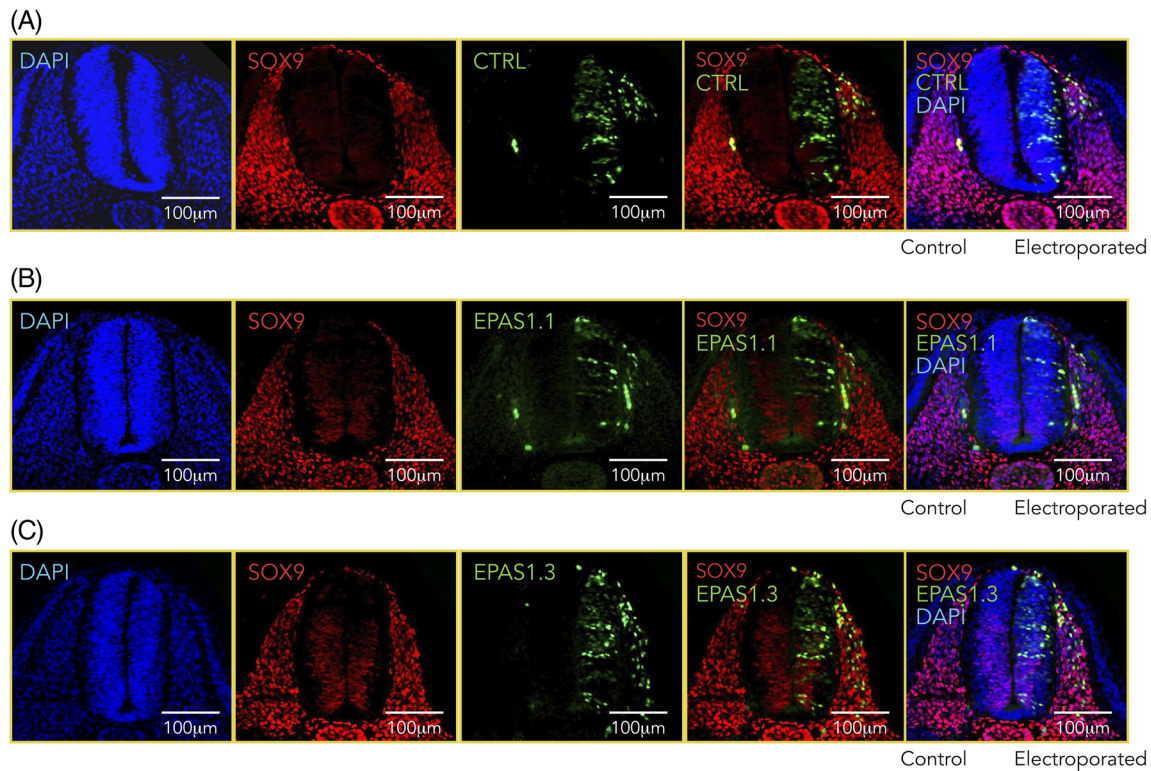 (A)
DAPI
SOX9
CTRL
SOX9
CTRL
SOX9
CTRL
DAPI
100μm
100μm
100μm
100μm
100μm
Control
Electroporated
(B)
DAPI
SOX9
EPAS1.1
SOX9
EPAS1.1
SOX9
EPAS1.1
DAPI
100μm
100μm
100μm
100μm
100μm
Control
Electroporated
(C)
DAPI
SOX9
EPAS1.3
SOX9
EPAS1.3
SOX9
EPAS1.3
DAPI
100μm
100μm
100μm
100μm
100μm
Control
Electroporated